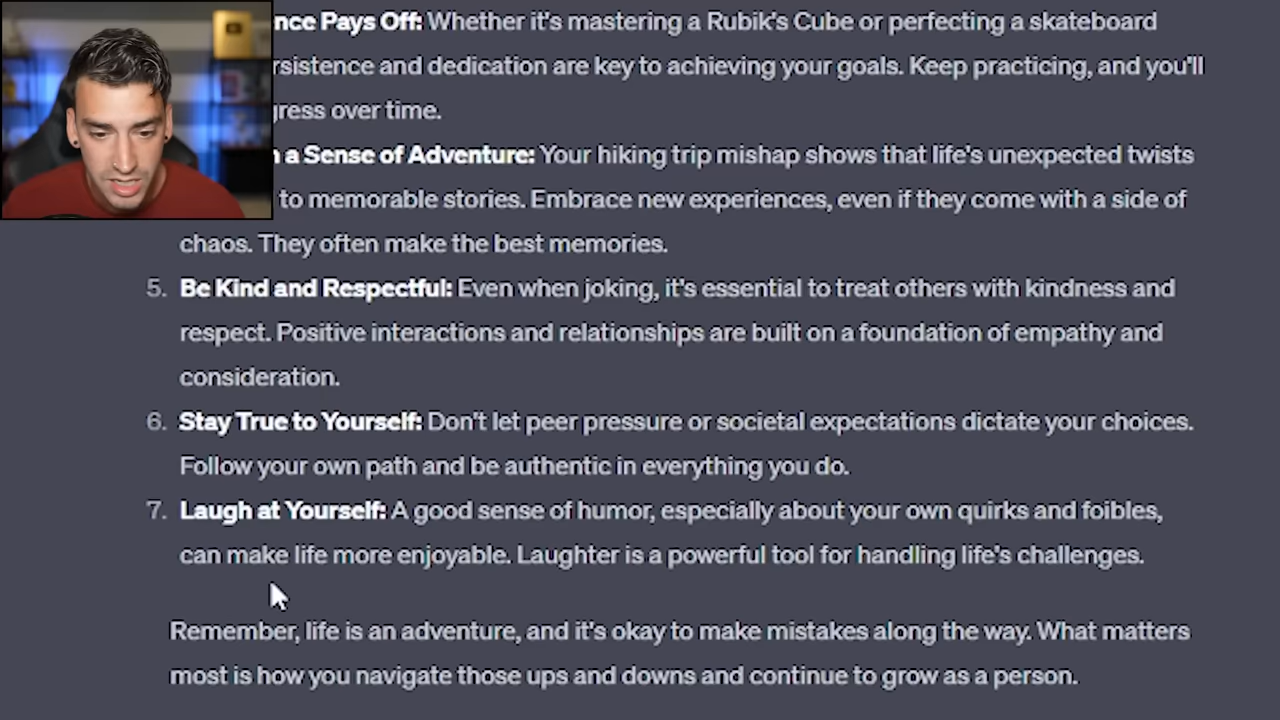 nce Pays Off: Whether it's mastering a Rubik's Cube or perfecting a skateboard
rsistence and dedication are key to achieving your goals. Keep practicing, and you'll
gress over time.
a Sense of Adventure: Your hiking trip mishap shows that life's unexpected twists
to memorable stories. Embrace new experiences, even if they come with a side of
chaos. They often make the best memories.
5. Be Kind and Respectful: Even when joking, it's essential to treat others with kindness and
respect. Positive interactions and relationships are built on a foundation of empathy and
consideration.
6. Stay True to Yourself: Don't let peer pressure or societal expectations dictate your choices.
Follow your own path and be authentic in everything you do.
7. Laugh at Yourself: A good sense of humor, especially about your own quirks and foibles,
can make life more enjoyable. Laughter is a powerful tool for handling life's challenges.
Remember, life is an adventure, and it's okay to make mistakes along the way. What matters
most is how you navigate those ups and downs and continue to grow as a person.